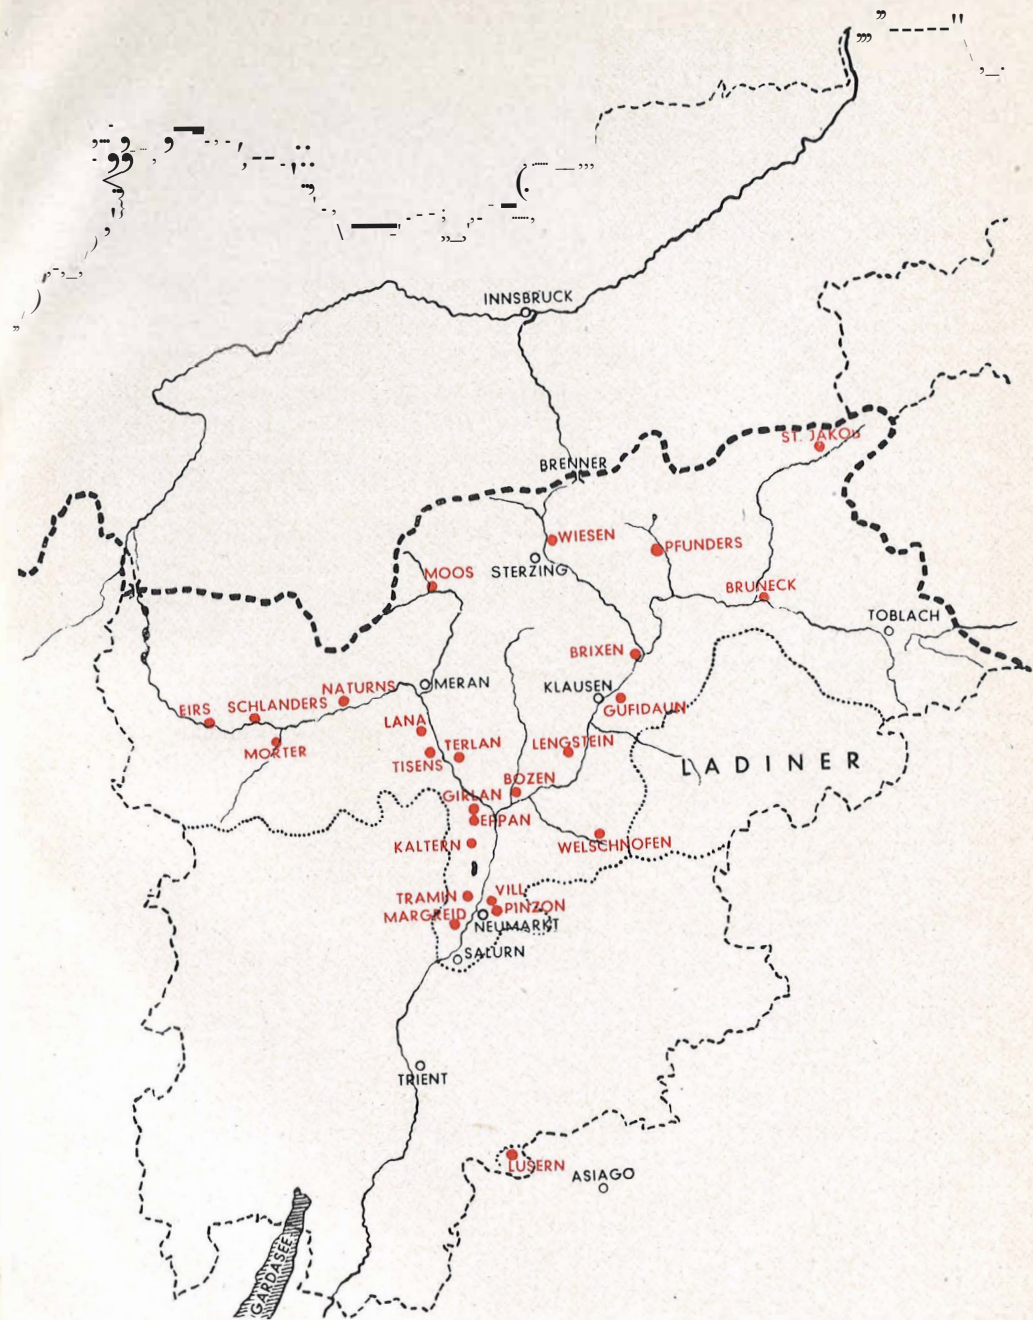 INNSBRUCK
ST. JAKOB
BRENNER
WIESEN
PFUNDERS
STERZING
MOOS
BRUNECK
TOBLACH
BRIXEN
MERAN
KLAUSEN
NATURNS
SCHLANDERS
EIRS
GUFIDAUN
LANA
MORTER
TERLAN
LENGSTEIN
TISENS
LADINER
BOZEN
GIRLAN
EPPAN
KALTERN
WELSCHNOFEN
TRAMIN
VILL
PINZON
MARGREID
NEUMARKT
SALURN
TRIENT
LUSERN
ASIAGO
GARDASEE